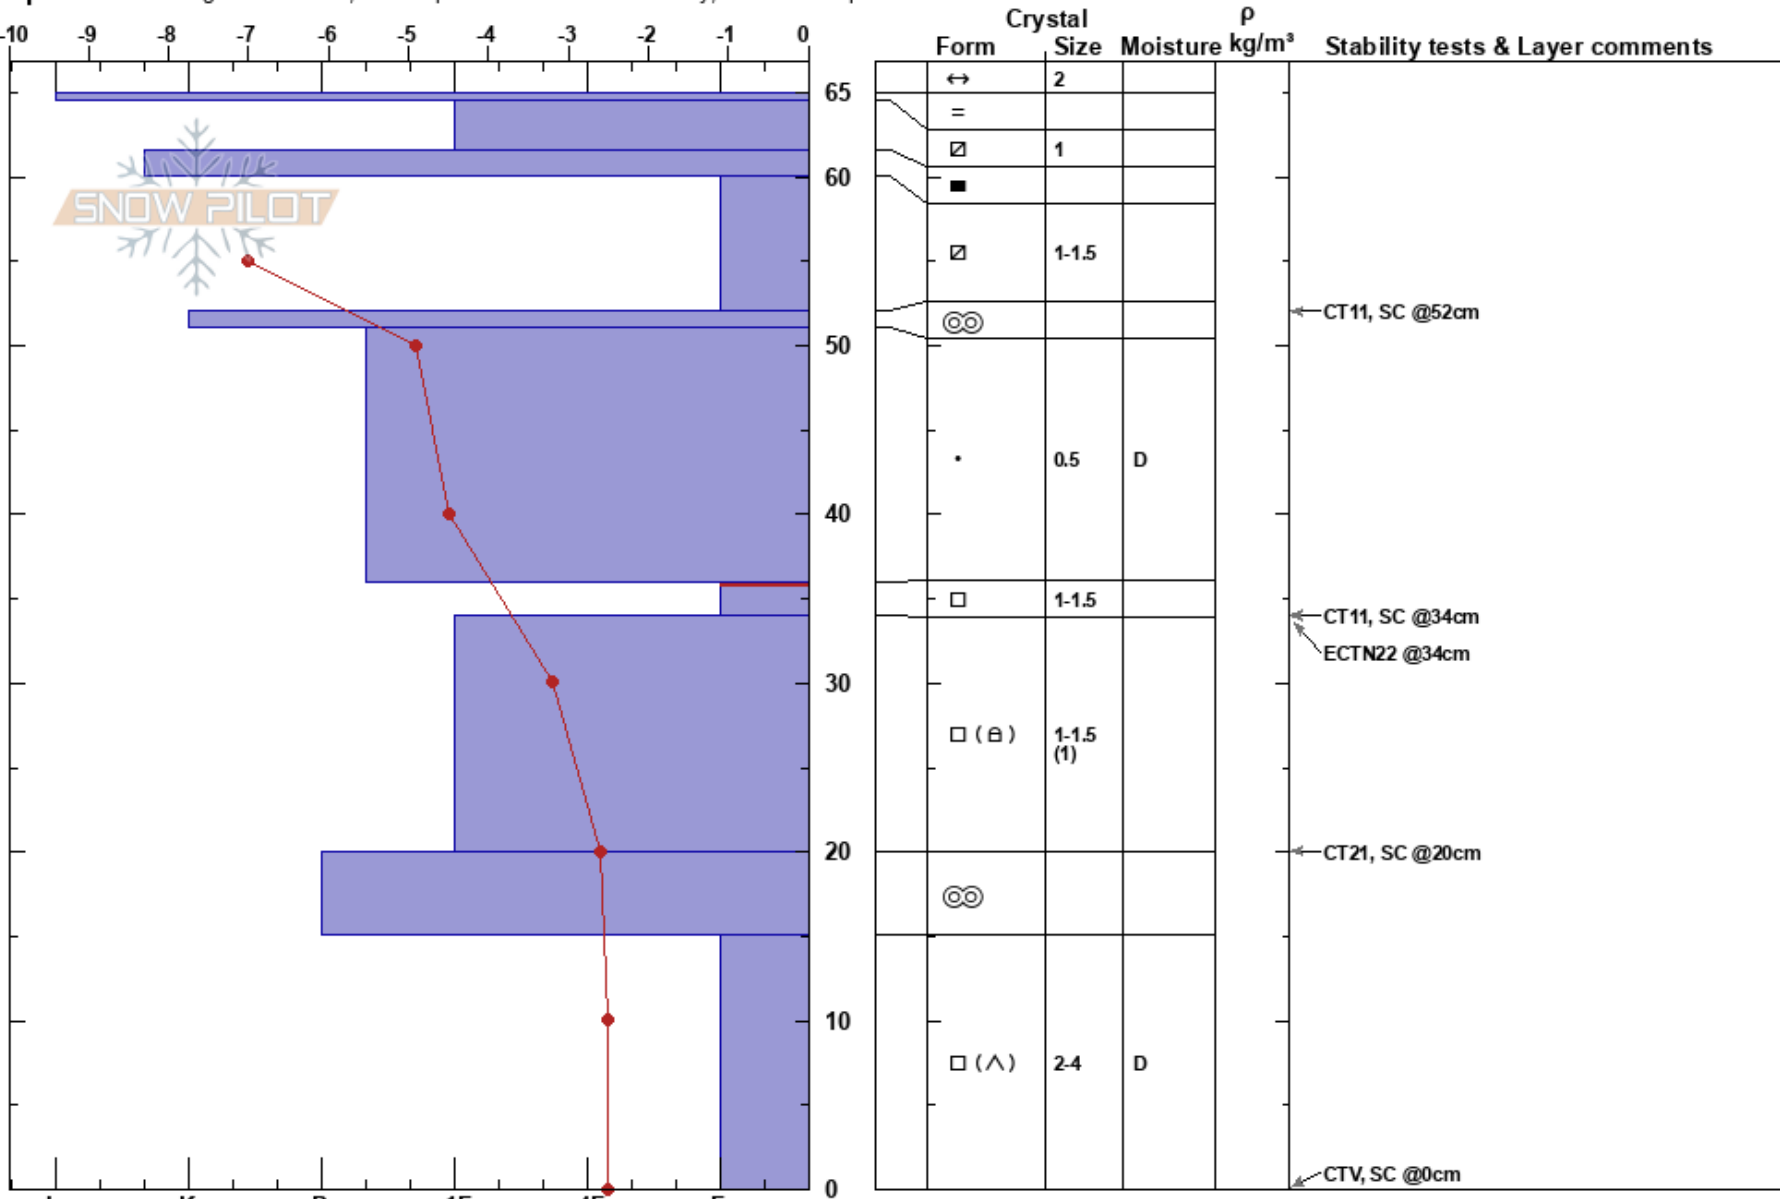 Crystal ρ
Form Size Moisture kg/m³ Stability tests & Layer comments
-10 -9 -8 -7 -6 -5 -4 -3 -2 -1 0
2
65
=
1
60
SNOW PILOT
1-1.5
CT11, SC @52cm
50
0.5 D
40
1-1.5
CT11, SC @34cm
ECTN22 @34cm
30
( ) 1-1.5
(1)
20
CT21, SC @20cm
10
( ) 2-4 D
CTV, SC @0cm
0